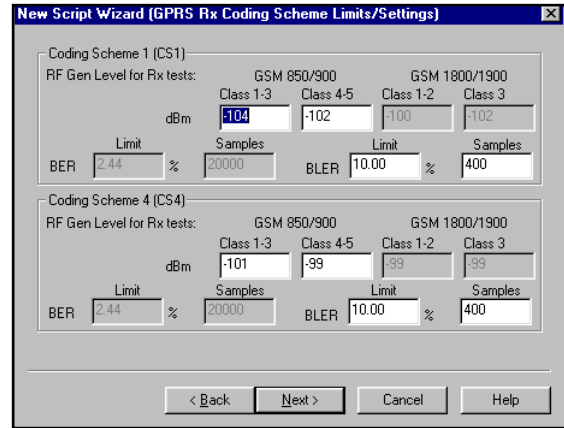 New Script Wizard (GPRS Rx Coding Scheme Limits/Settings)
Coding Scheme 1 (CS1)
RF Gen Level for Rx tests: GSM 850/900 GSM 1800/1900
Class 1-3 Class 4-5 Class 1-2 Class 3
dBm -104 -102 -100 -102
Limit Samples Limit Samples
BER 2.44 % 20000 BLER 10.00 % 400
Coding Scheme 4 (CS4)
RF Gen Level for Rx tests: GSM 850/900 GSM 1800/1900
Class 1-3 Class 4-5 Class 1-2 Class 3
dBm -101 -99 -99 -99
Limit Samples Limit Samples
BER 2.44 % 20000 BLER 10.00 % 400
< Back Next > Cancel Help